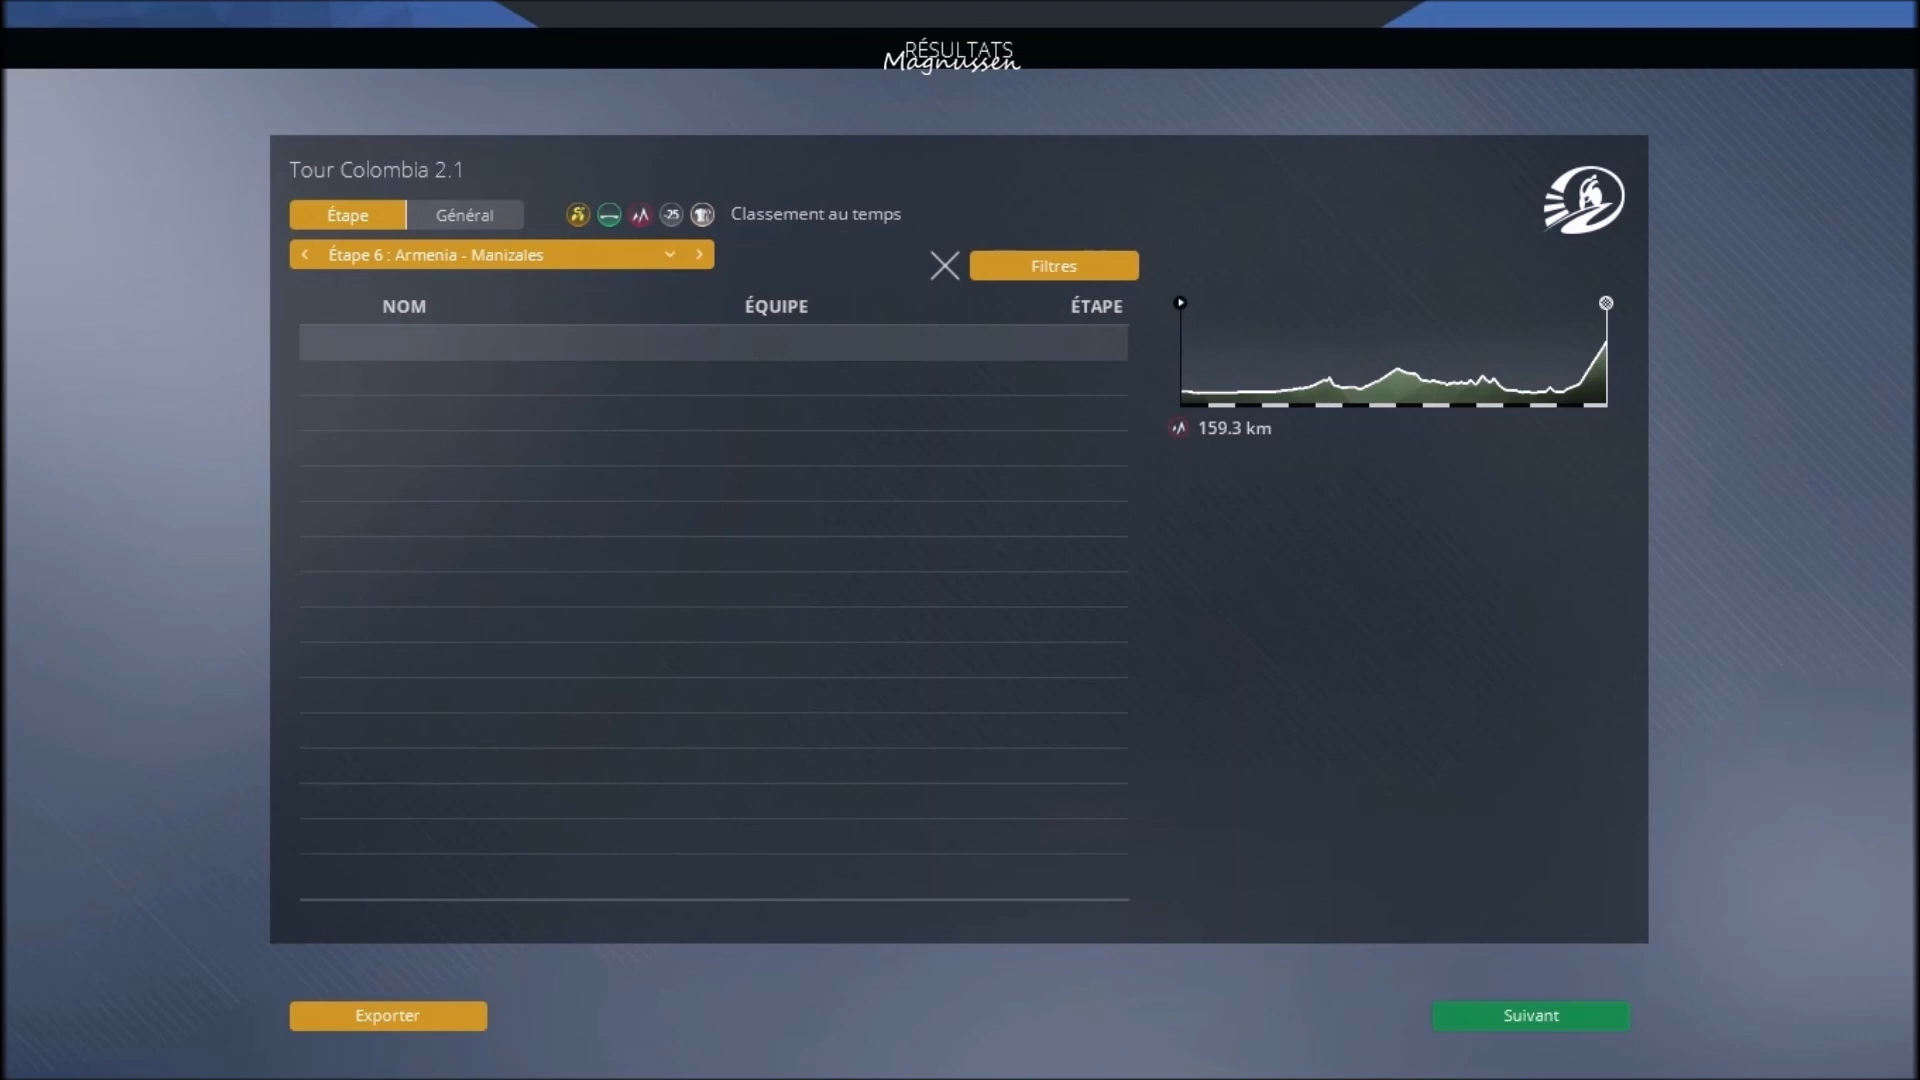 RÉSULTATS
Magnussen
Tour Colombia 2.1
Étape Général -25 Classement au temps
Étape 6 : Armenia - Manizales
Filtres
NOM ÉQUIPE ÉTAPE
159.3 km
Exporter Suivant